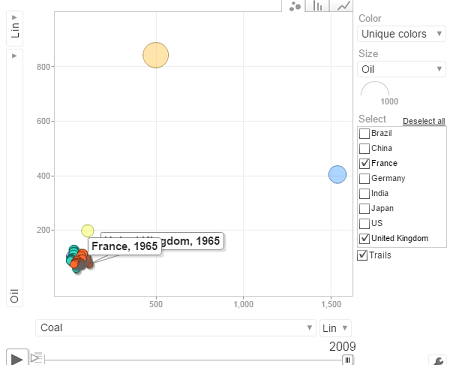 Lin
Color
Unique colors
Size
Oil
1000
Select Deselect all
Brazil
China
France
Germany
India
Japan
US
United Kingdom
Trails
800
600
400
200
Kingdom, 1965
France, 1965
Oil
500 1,000 1,500
Coal Lin
2009